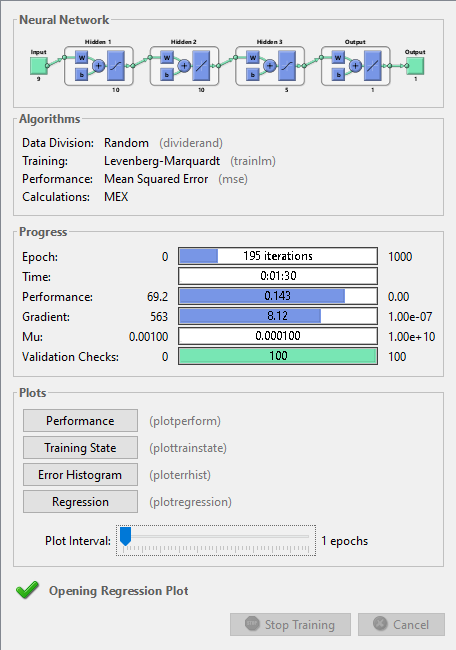 Neural Network
Hidden 1 Hidden 2 Hidden 3 Output
Input Output
W W W W
b b b b
9 10 10 5 1 1
Algorithms
Data Division: Random (dividerand)
Training: Levenberg-Marquardt (trainlm)
Performance: Mean Squared Error (mse)
Calculations: MEX
Progress
Epoch: 0 195 iterations 1000
Time: 0:01:30
Performance: 69.2 0.143 0.00
Gradient: 563 8.12 1.00e-07
Mu: 0.00100 0.000100 1.00e+10
Validation Checks: 0 100 100
Plots
Performance (plotperform)
Training State (plottrainstate)
Error Histogram (ploterrhist)
Regression (plotregression)
Plot Interval: 1 epochs
Opening Regression Plot
Stop Training Cancel